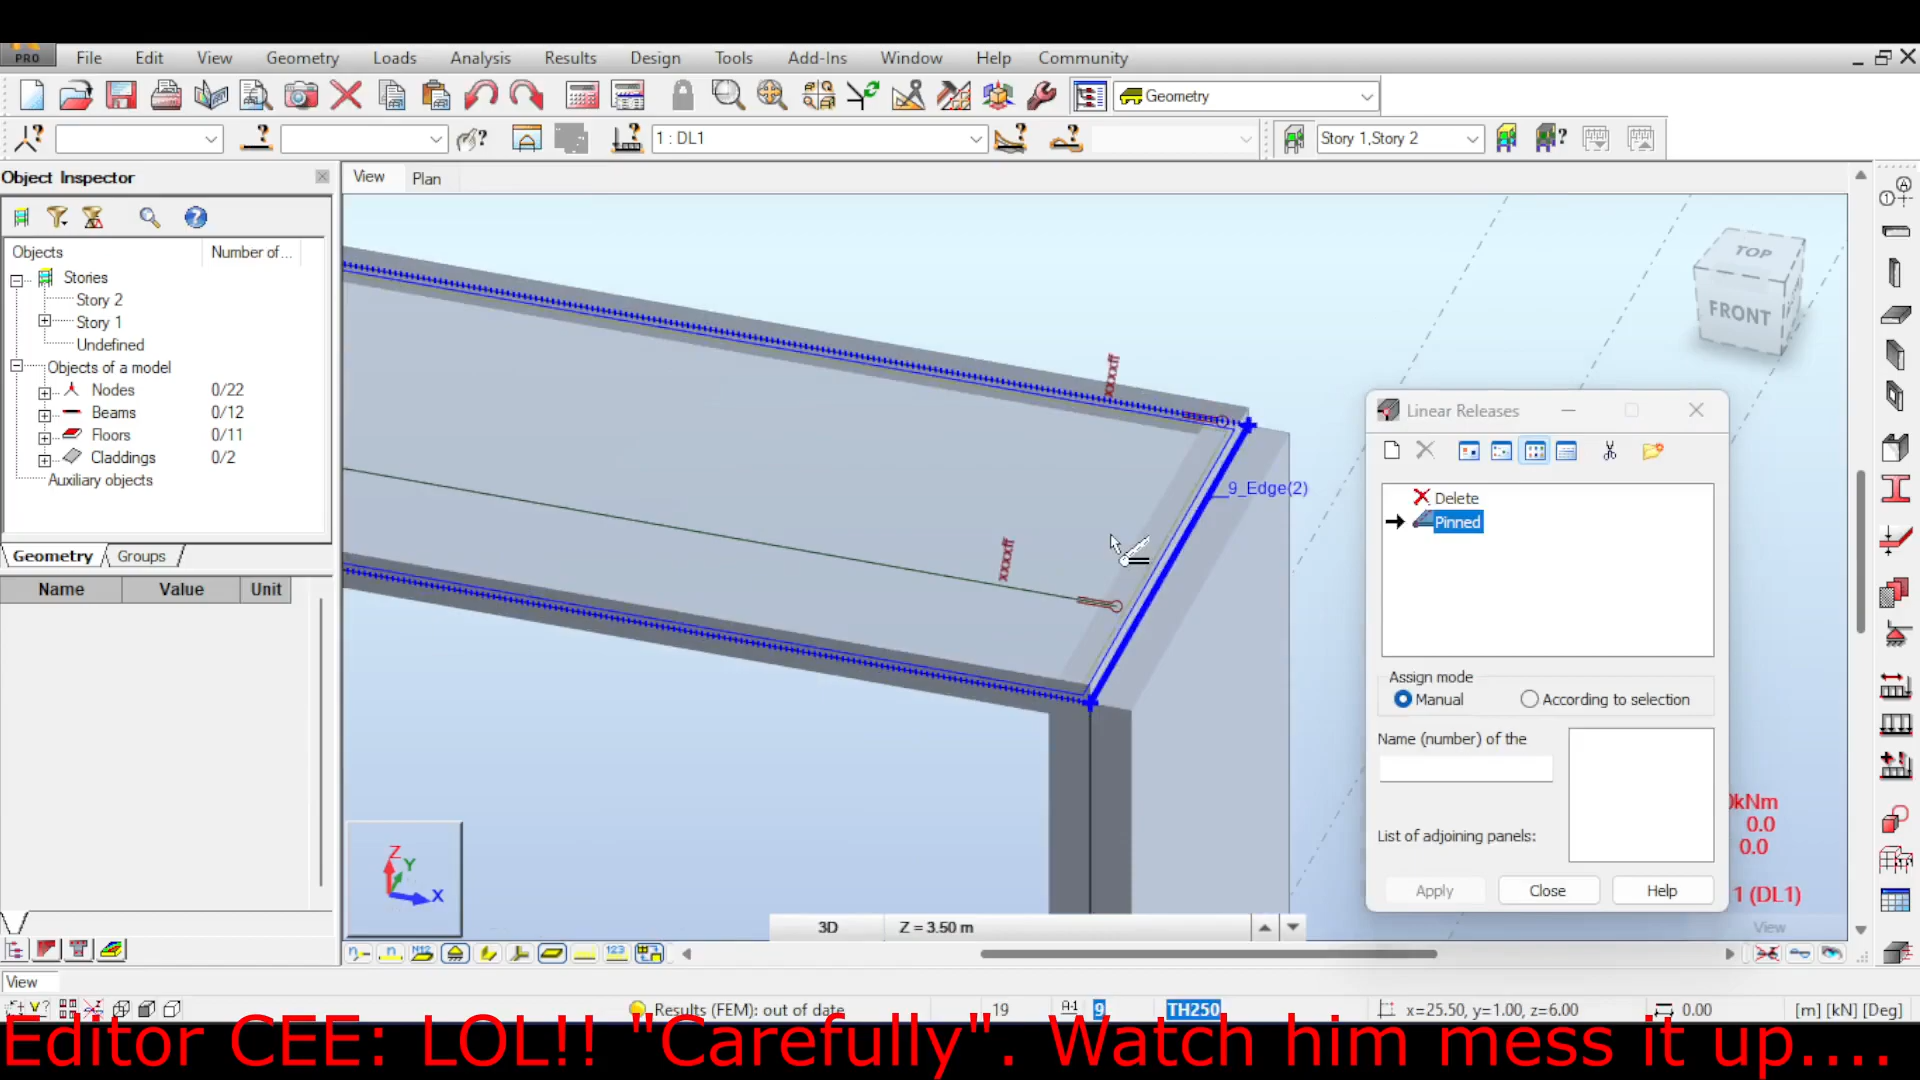 PRO
File Edit View Geometry Loads Analysis Results Design Tools Add-Ins Window Help Community
Geometry
1 : DL1
Story 1,Story 2
Object Inspector
View Plan
Objects Number of...
Stories
Story 2
Story 1
Undefined
Objects of a model
Nodes 0/22
Beams 0/12
Floors 0/11
Claddings 0/2
Auxiliary objects
Geometry Groups
Name Value Unit
TOP
FRONT
xxxxff
9_Edge(2)
xxxxff
Linear Releases
Delete
Pinned
Assign mode
Manual According to selection
Name (number) of the
List of adjoining panels:
Apply Close Help
kNm
0.0
0.0
1 (DL1)
View
Z
Y
X
3D Z = 3.50 m
View
Results (FEM): out of date 19 9 TH250 x=25.50, y=1.00, z=6.00 0.00 [m] [kN] [Deg]
Editor CEE: LOL!! "Carefully". Watch him mess it up....